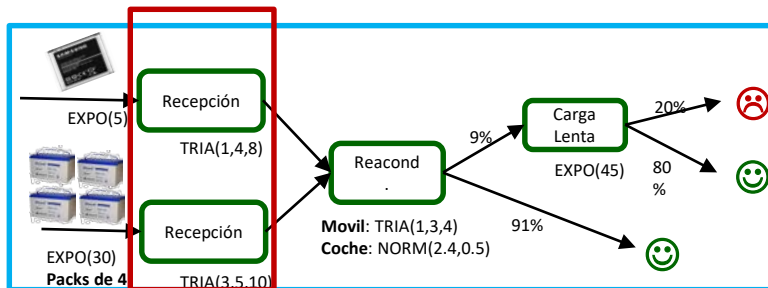 EXPO(5)
Recepción
TRIA(1,4,8)
EXPO(30)
Packs de 4
Recepción
TRIA(3,5,10)
Reacond
.
Movil: TRIA(1,3,4)
Coche: NORM(2.4,0.5)
9%
91%
Carga
Lenta
EXPO(45)
20%
80
%